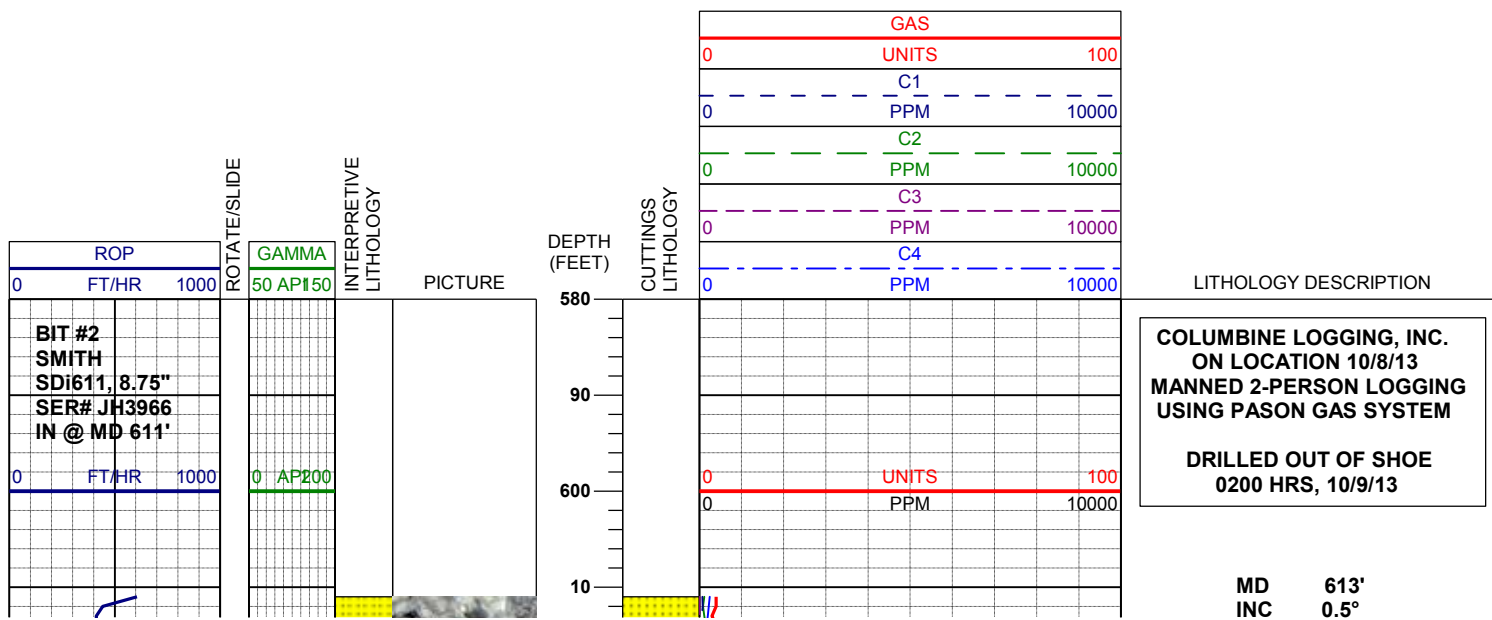 GAS
0 UNITS 100
C1
0 PPM 10000
C2
0 PPM 10000
C3
0 PPM 10000
C4
0 PPM 10000
ROP
0 FT/HR 1000
ROTATE/SLIDE
GAMMA
50 API 150
INTERPRETIVE
LITHOLOGY
PICTURE
DEPTH
(FEET)
CUTTINGS
LITHOLOGY
LITHOLOGY DESCRIPTION
580
BIT #2
SMITH
SDi611, 8.75"
SER# JH3966
IN @ MD 611'
90
0 FT/HR 1000
0 API 200
600
0 UNITS 100
0 PPM 10000
10
COLUMBINE LOGGING, INC.
ON LOCATION 10/8/13
MANNED 2-PERSON LOGGING
USING PASON GAS SYSTEM
DRILLED OUT OF SHOE
0200 HRS, 10/9/13
MD 613'
INC 0.5°